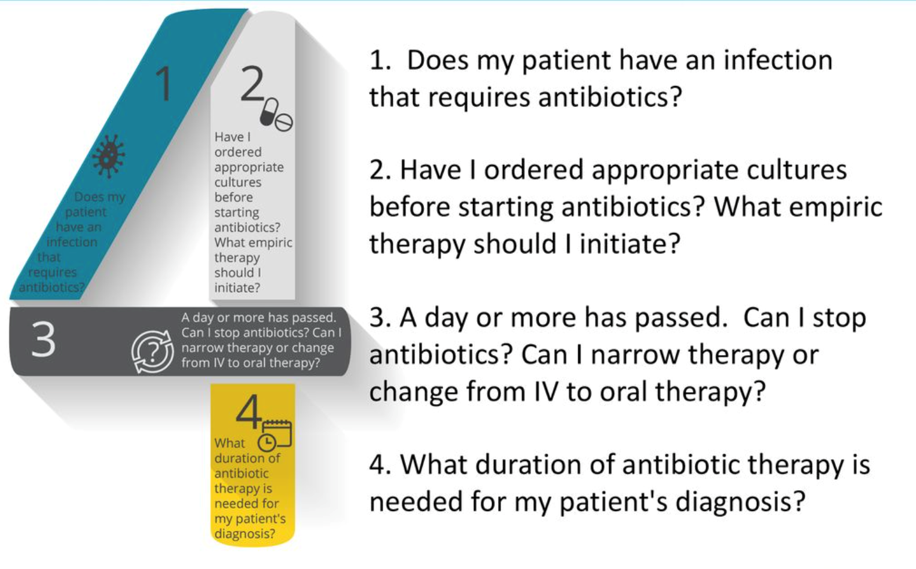 1
Does my
patient
have an
infection
that
requires
antibiotics?
2
Have I
ordered
appropriate
cultures
before
starting
antibiotics?
What empiric
therapy
should I
initiate?
3
?
A day or more has passed.
Can I stop antibiotics? Can I
narrow therapy or change
from IV to oral therapy?
4
What
duration of
antibiotic
therapy is
needed for
my patient's
diagnosis?
1. Does my patient have an infection
that requires antibiotics?
2. Have I ordered appropriate cultures
before starting antibiotics? What empiric
therapy should I initiate?
3. A day or more has passed. Can I stop
antibiotics? Can I narrow therapy or
change from IV to oral therapy?
4. What duration of antibiotic therapy is
needed for my patient's diagnosis?